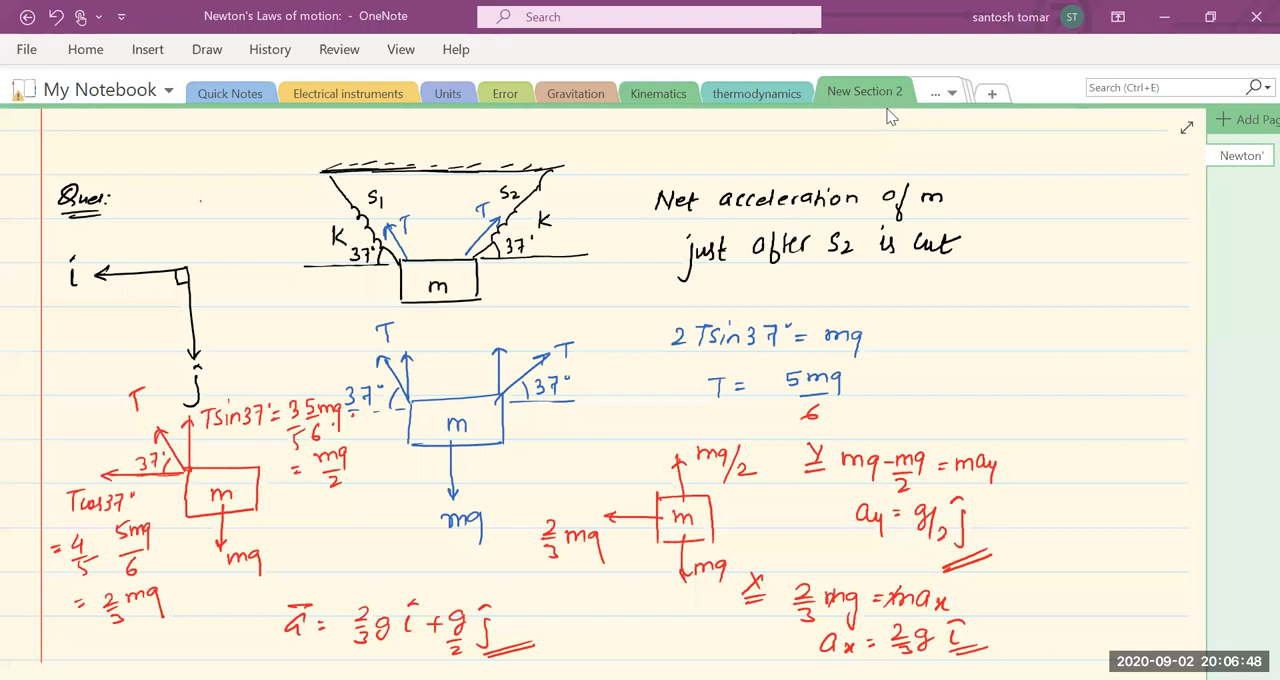 Newton's Laws of motion: - OneNote
Search
santosh tomar
ST
File Home Insert Draw History Review View Help
My Notebook
Quick Notes
Electrical instruments
Units
Error
Gravitation
Kinematics
thermodynamics
New Section 2
...
+
Search (Ctrl+E)
Add Pag
Newton'
Ques:
S1
S2
T
T
K
K
37°
37°
m
Net acceleration of m
just after S2 is cut
i
ĵ
T
T
37°
37°
m
mg
2 Tsin37° = mg
T = 5mg/6
T
Tsin37° = 3/5 5mg/6
= mg/2
37°
Tcos37°
= 4/5 5mg/6
= 2/3 mg
m
mg
mg/2
2/3 mg
m
mg
Y mg - mg/2 = may
ay = g/2 ĵ
X 2/3 mg = max
ax = 2/3 g î
a⃗ = 2/3 g î + g/2 ĵ
2020-09-02 20:06:48